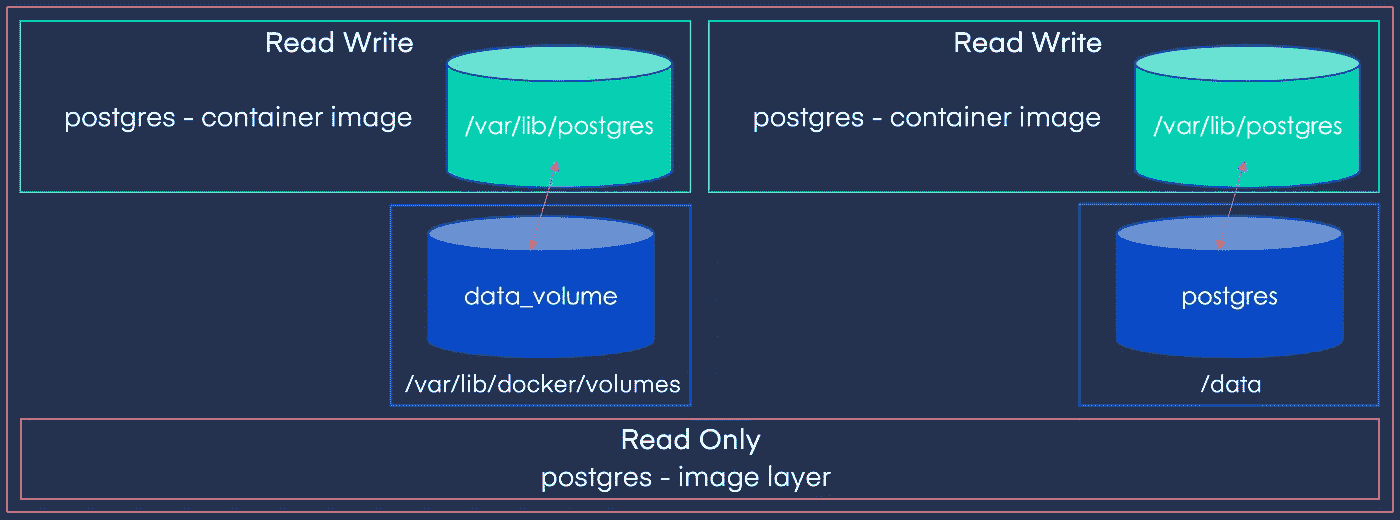 Read Write
postgres - container image
/var/lib/postgres
data_volume
/var/lib/docker/volumes
Read Write
postgres - container image
/var/lib/postgres
postgres
/data
Read Only
postgres - image layer